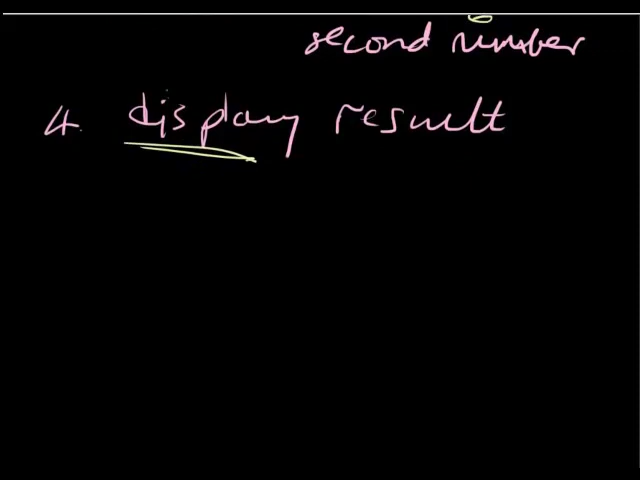 second number
4. display result